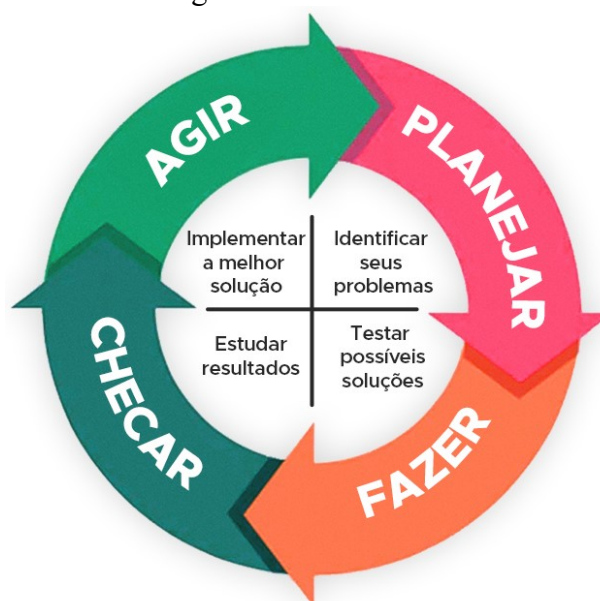 AGIR
PLANEJAR
Implementar
a melhor
solução
Identificar
seus
problemas
Estudar
resultados
Testar
possíveis
soluções
CHECAR
FAZER